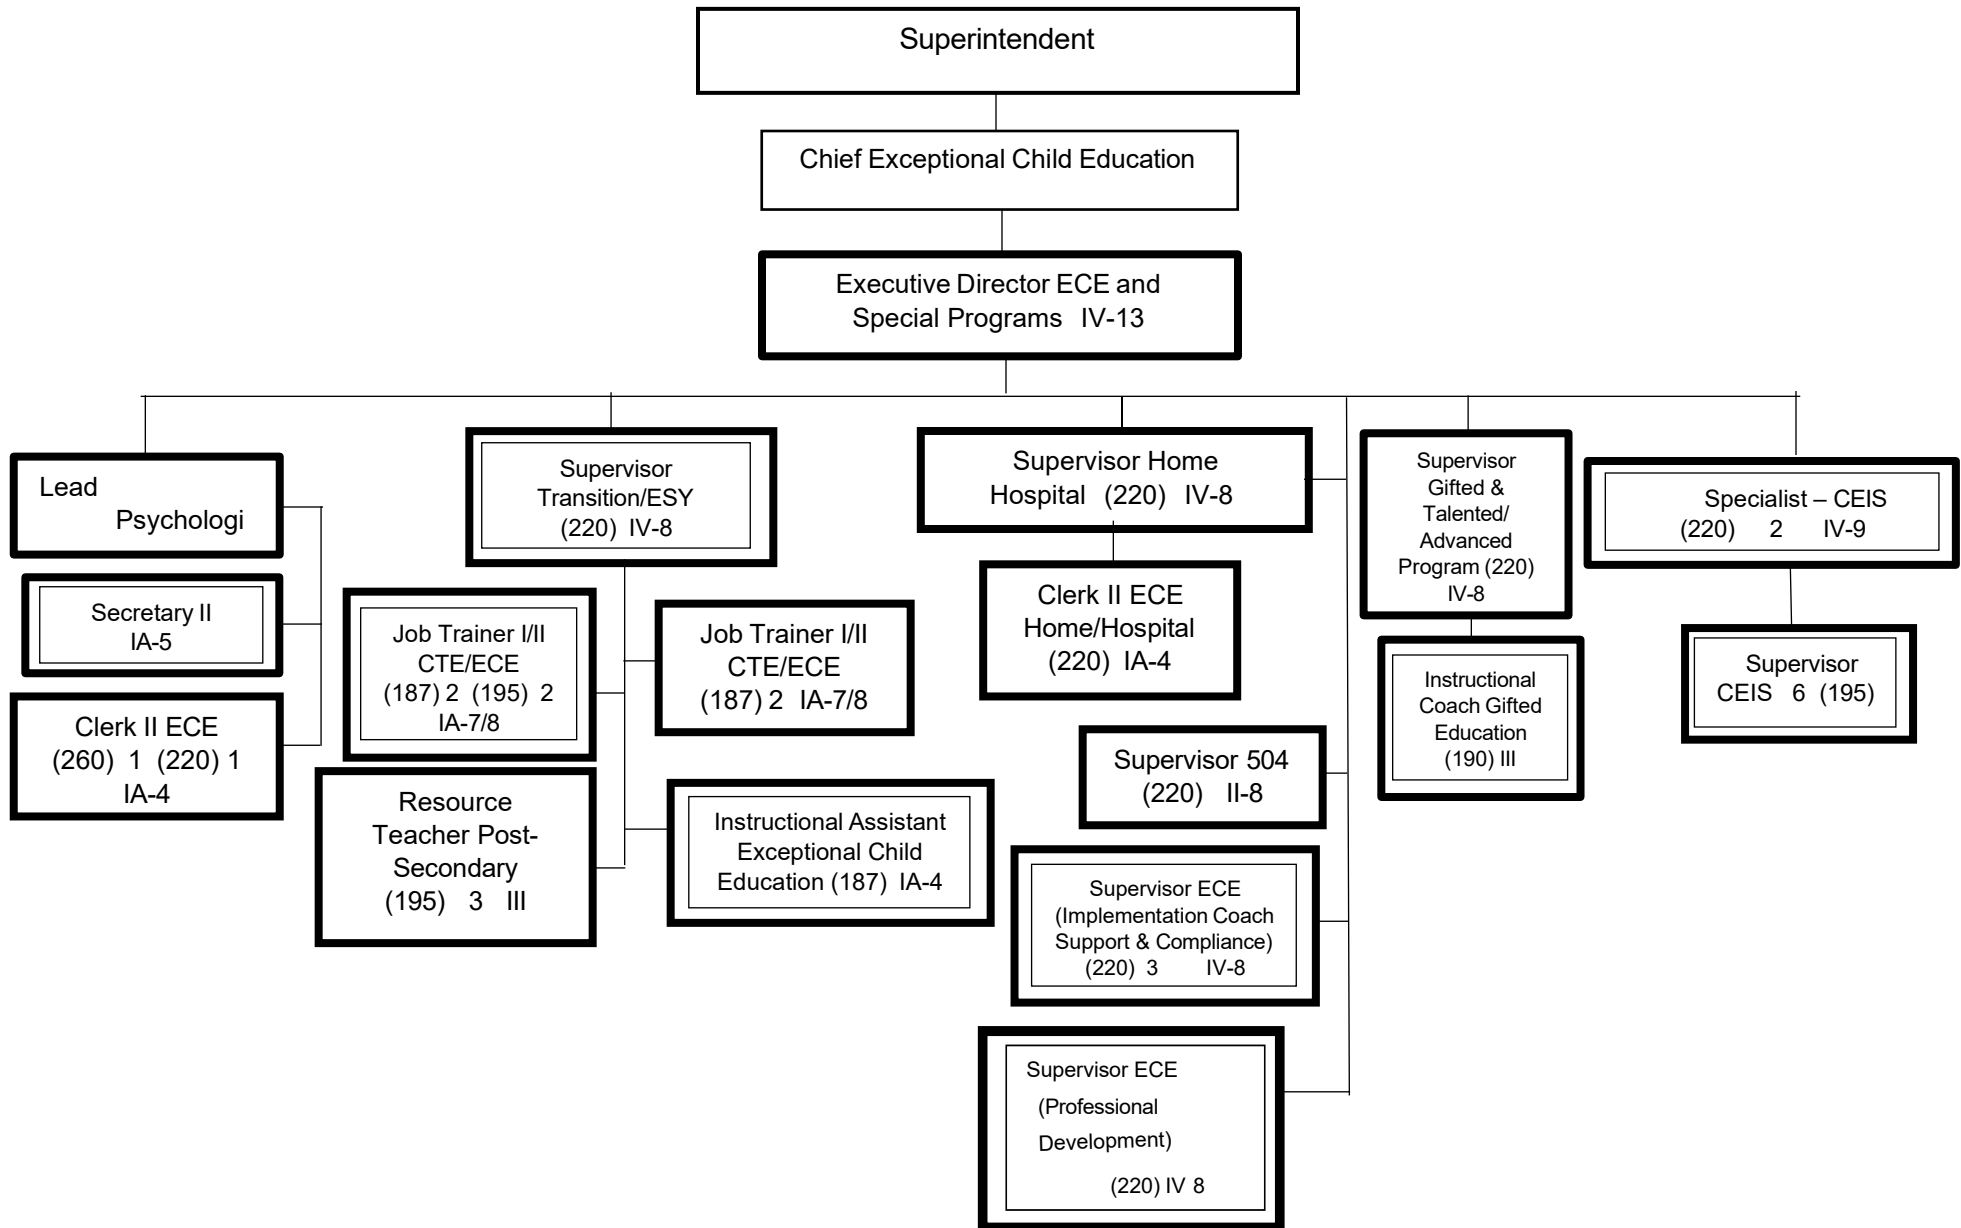 Superintendent
Chief Exceptional Child Education
Executive Director ECE and
Special Programs IV-13
Lead
Psychologi
Secretary II
IA-5
Clerk II ECE
(260) 1 (220) 1
IA-4
Supervisor
Transition/ESY
(220) IV-8
Job Trainer I/II
CTE/ECE
(187) 2 (195) 2
IA-7/8
Job Trainer I/II
CTE/ECE
(187) 2 IA-7/8
Resource
Teacher Post-
Secondary
(195) 3 III
Instructional Assistant
Exceptional Child
Education (187) IA-4
Supervisor Home
Hospital (220) IV-8
Clerk II ECE
Home/Hospital
(220) IA-4
Supervisor 504
(220) II-8
Supervisor ECE
(Implementation Coach
Support & Compliance)
(220) 3 IV-8
Supervisor ECE
(Professional
Development)
(220) IV 8
Supervisor
Gifted &
Talented/
Advanced
Program (220)
IV-8
Instructional
Coach Gifted
Education
(190) III
Specialist – CEIS
(220) 2 IV-9
Supervisor
CEIS 6 (195)